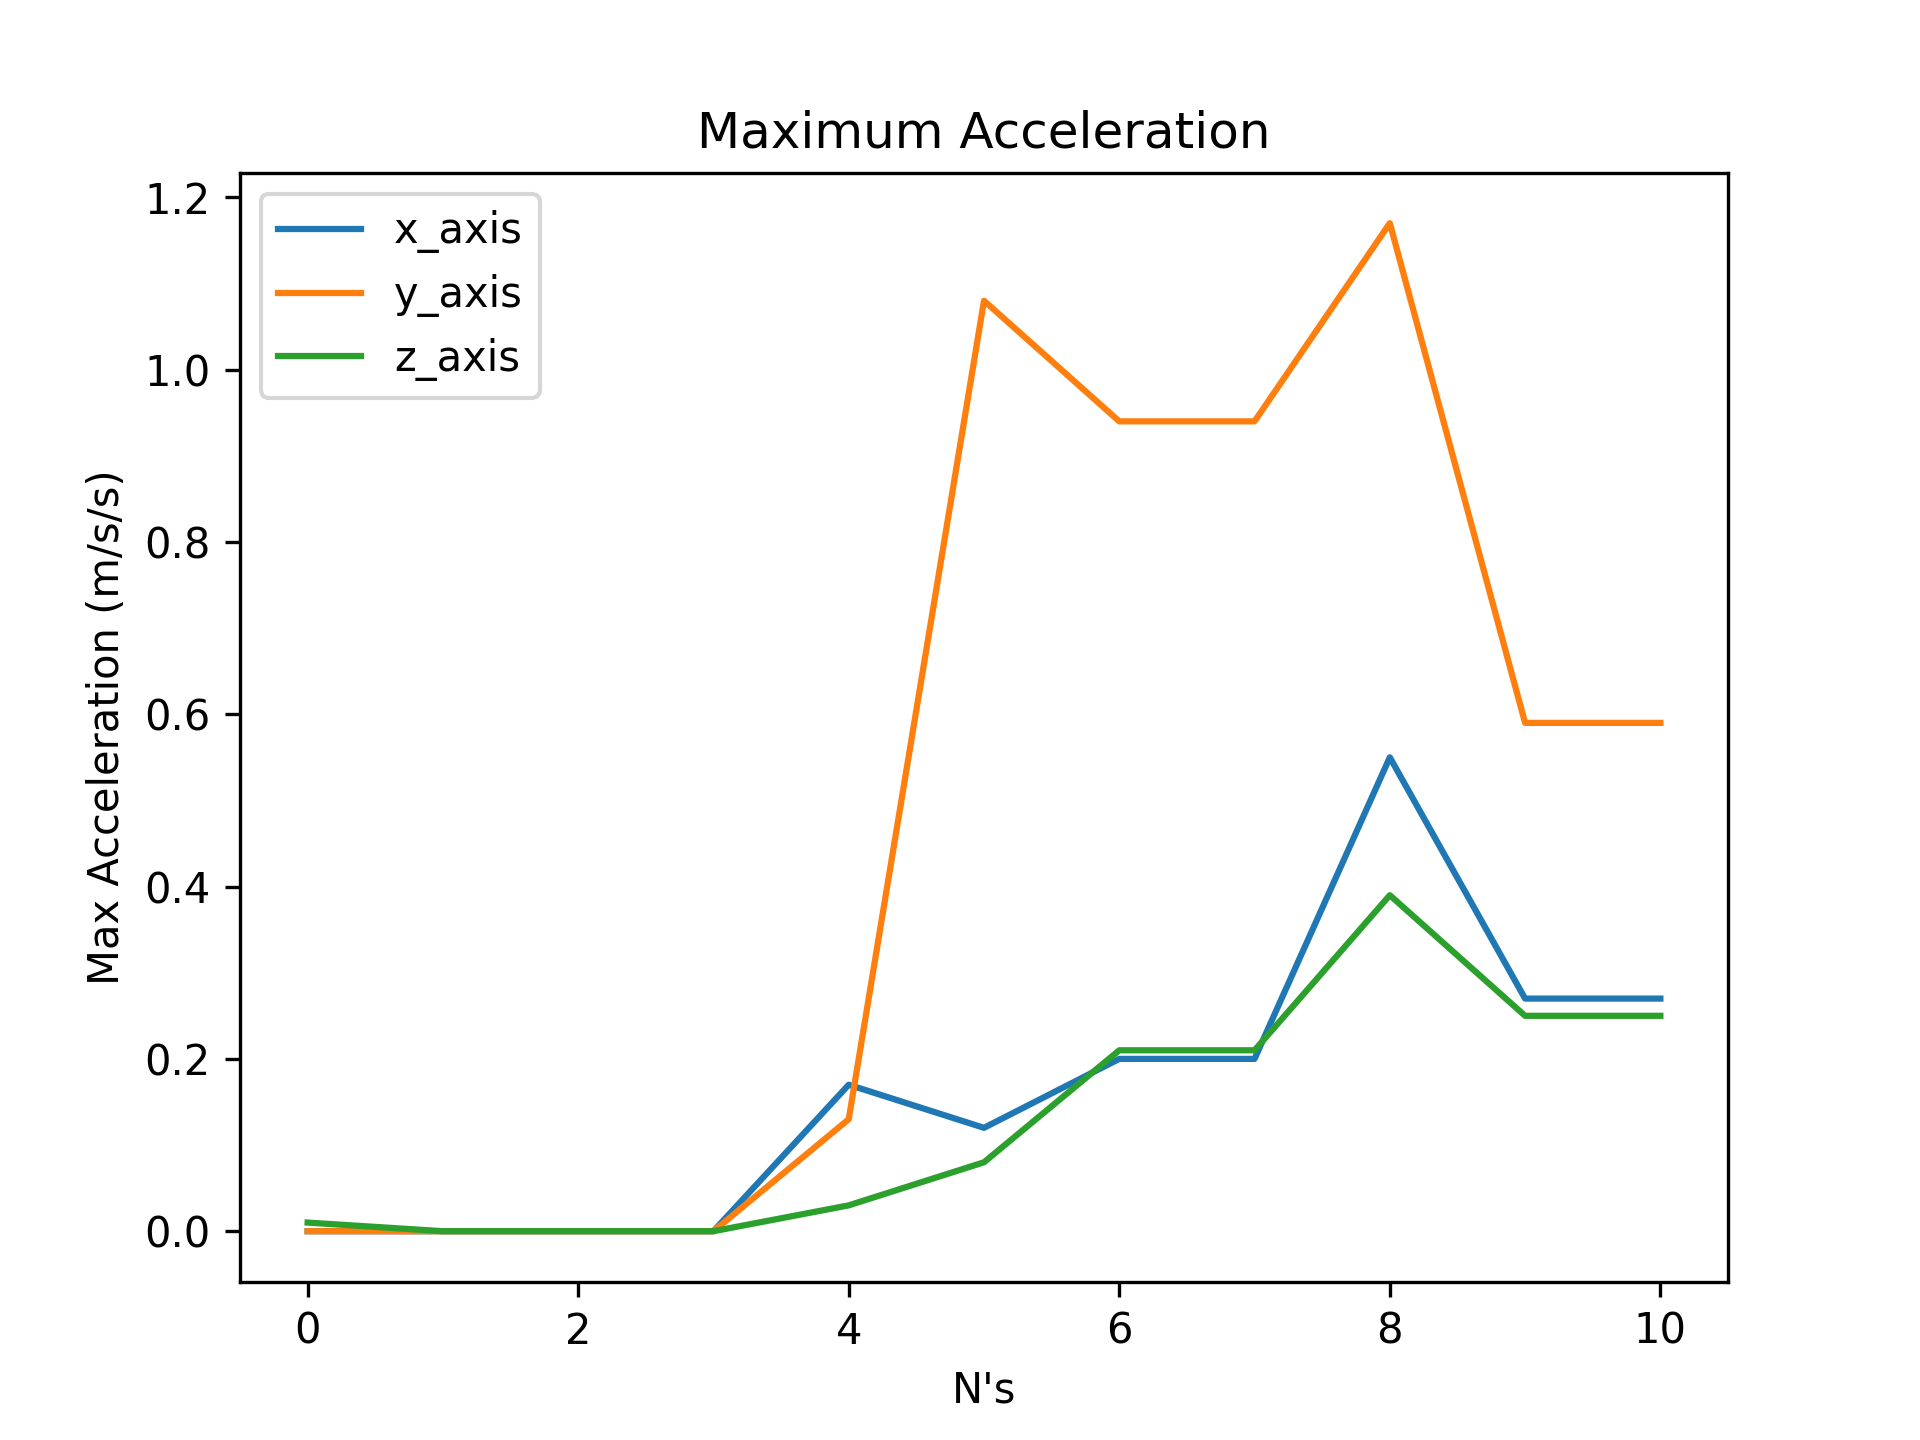 Maximum Acceleration
1.2
1.0
0.8
0.6
0.4
0.2
0.0
Max Acceleration (m/s/s)
x_axis
y_axis
z_axis
0 2 4 6 8 10
N's